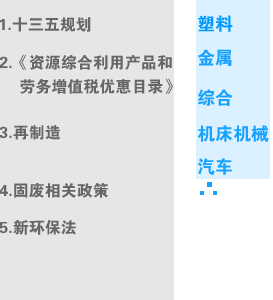 1.十三五规划
2.《资源综合利用产品和
劳务增值税优惠目录》
3.再制造
4.固废相关政策
5.新环保法
塑料
金属
综合
机床机械
汽车